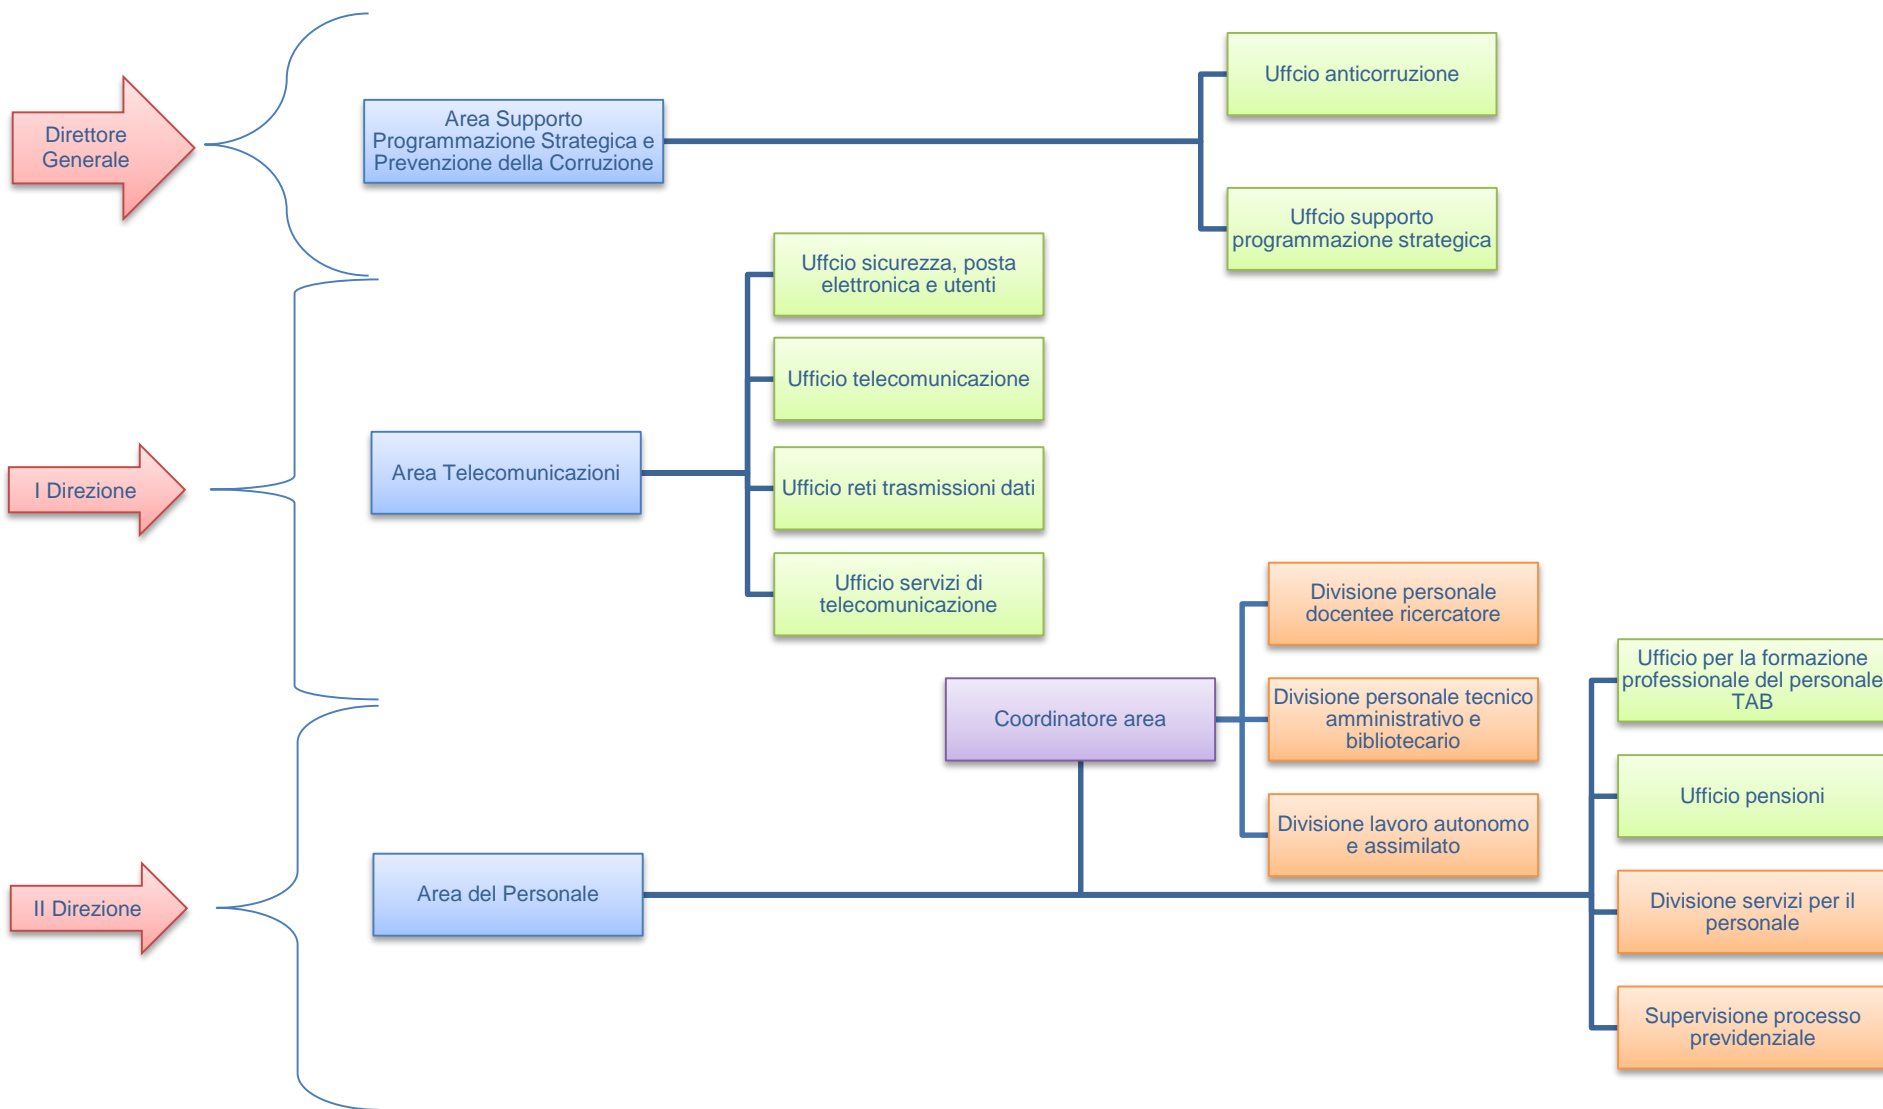 Direttore
Generale
Area Supporto
Programmazione Strategica e
Prevenzione della Corruzione
Uffcio anticorruzione
Uffcio supporto
programmazione strategica
I Direzione
Area Telecomunicazioni
Uffcio sicurezza, posta
elettronica e utenti
Ufficio telecomunicazione
Ufficio reti trasmissioni dati
Ufficio servizi di
telecomunicazione
II Direzione
Area del Personale
Coordinatore area
Divisione personale
docentee ricercatore
Divisione personale tecnico
amministrativo e
bibliotecario
Divisione lavoro autonomo
e assimilato
Ufficio per la formazione
professionale del personale
TAB
Ufficio pensioni
Divisione servizi per il
personale
Supervisione processo
previdenziale